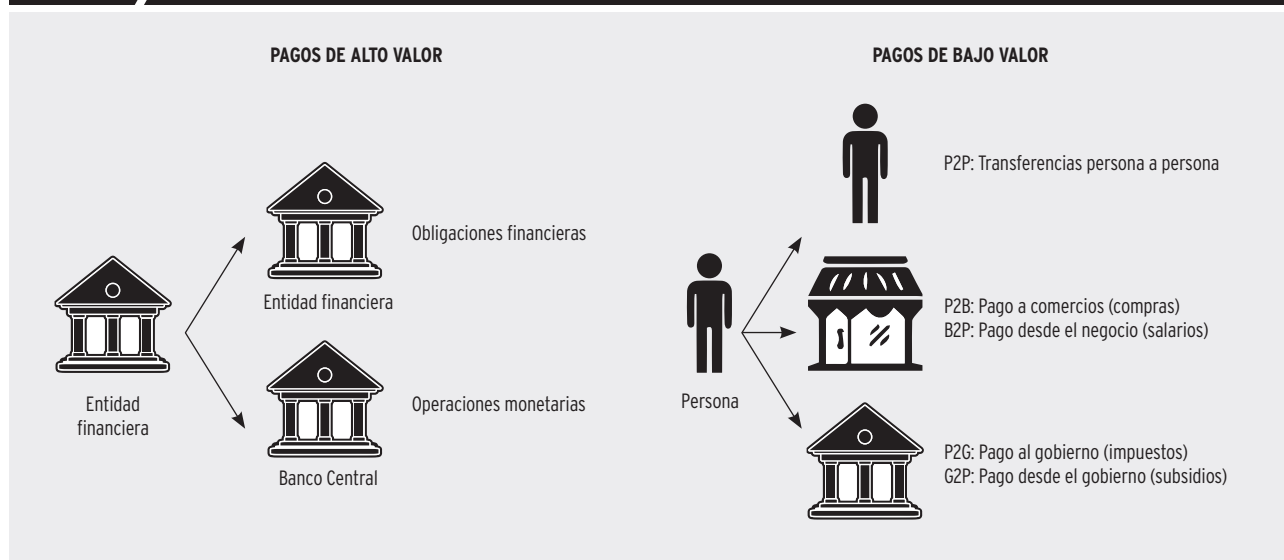 PAGOS DE ALTO VALOR
Entidad
financiera
Entidad financiera
Obligaciones financieras
Banco Central
Operaciones monetarias
PAGOS DE BAJO VALOR
Persona
P2P: Transferencias persona a persona
P2B: Pago a comercios (compras)
B2P: Pago desde el negocio (salarios)
P2G: Pago al gobierno (impuestos)
G2P: Pago desde el gobierno (subsidios)